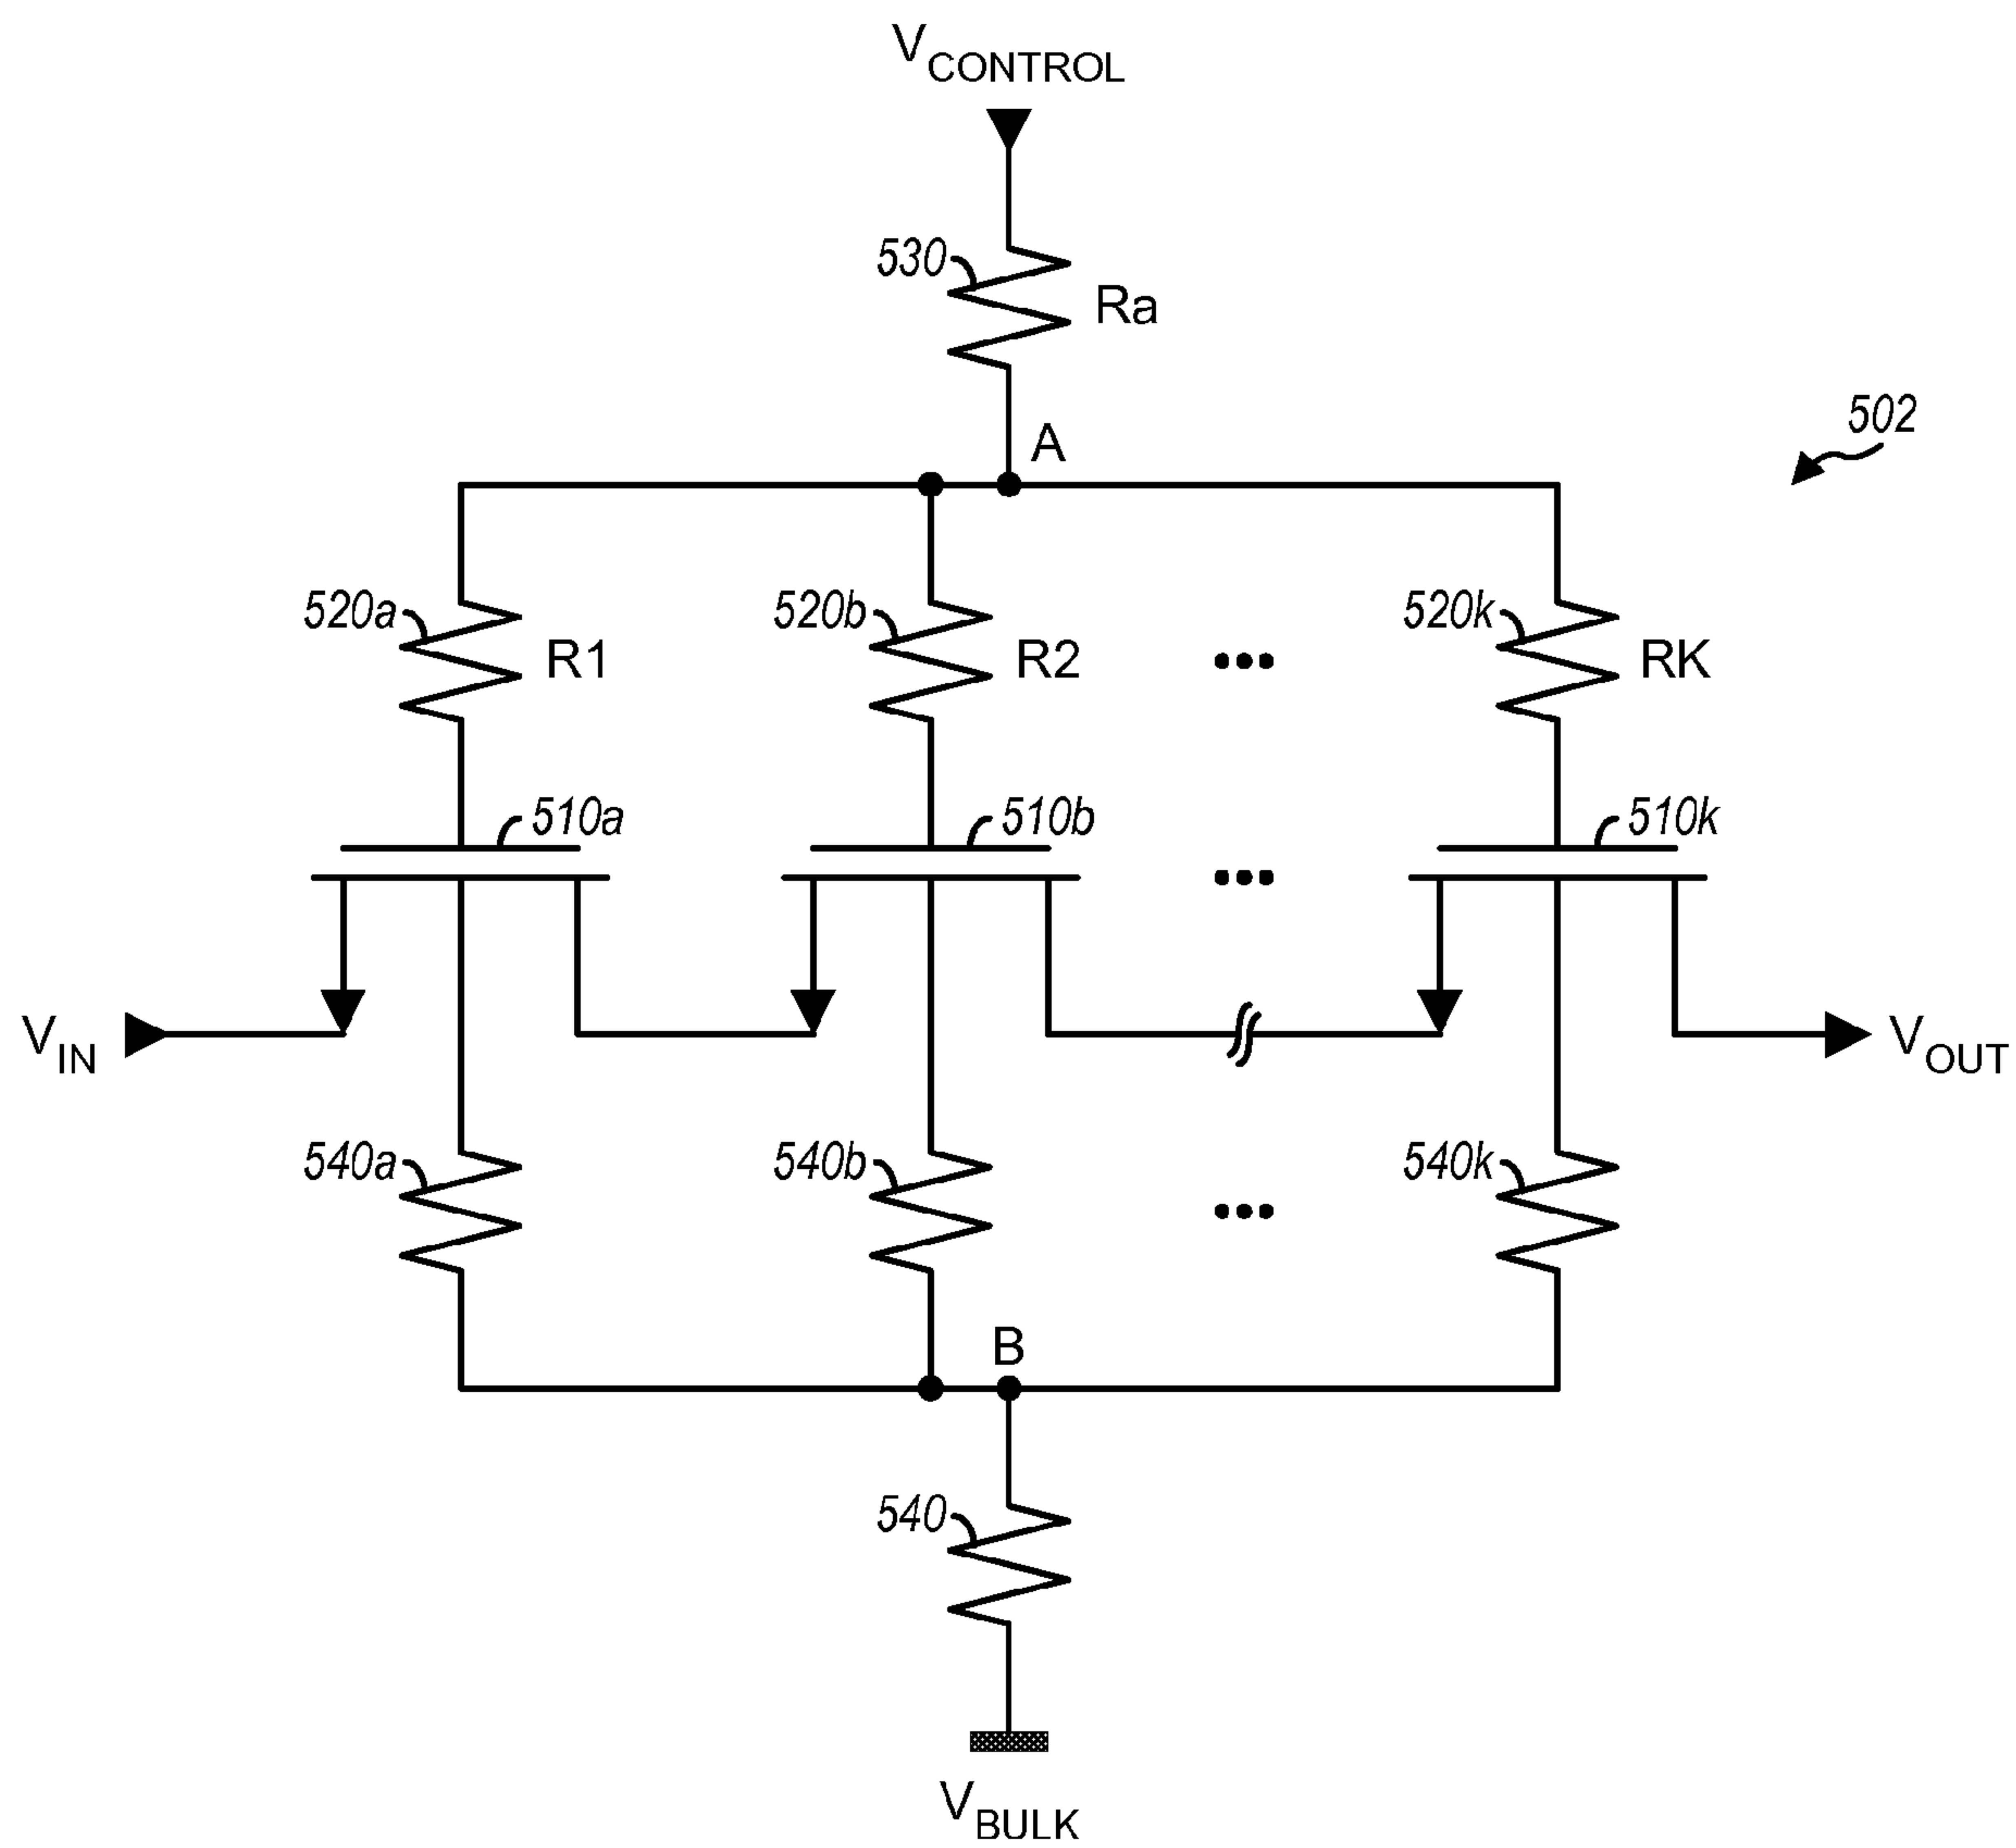 VCONTROL
530
Ra
A
502
520a
R1
520b
R2
520k
RK
510a
510b
510k
VIN
VOUT
540a
540b
540k
B
540
VBULK